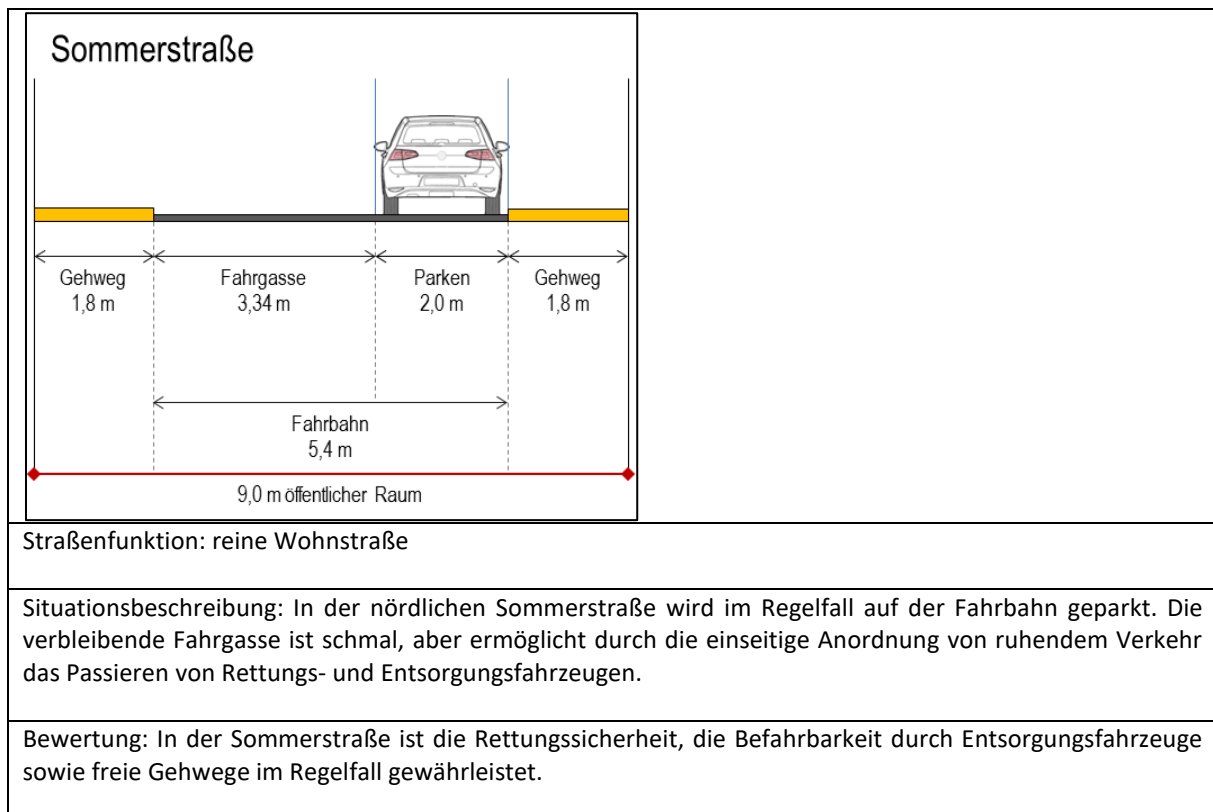 Sommerstraße
Gehweg Fahrgasse Parken Gehweg
1,8 m 3,34 m 2,0 m 1,8 m
Fahrbahn
5,4 m
9,0 m öffentlicher Raum
Straßenfunktion: reine Wohnstraße
Situationsbeschreibung: In der nördlichen Sommerstraße wird im Regelfall auf der Fahrbahn geparkt. Die
verbleibende Fahrgasse ist schmal, aber ermöglicht durch die einseitige Anordnung von ruhendem Verkehr
das Passieren von Rettungs- und Entsorgungsfahrzeugen.
Bewertung: In der Sommerstraße ist die Rettungssicherheit, die Befahrbarkeit durch Entsorgungsfahrzeuge
sowie freie Gehwege im Regelfall gewährleistet.